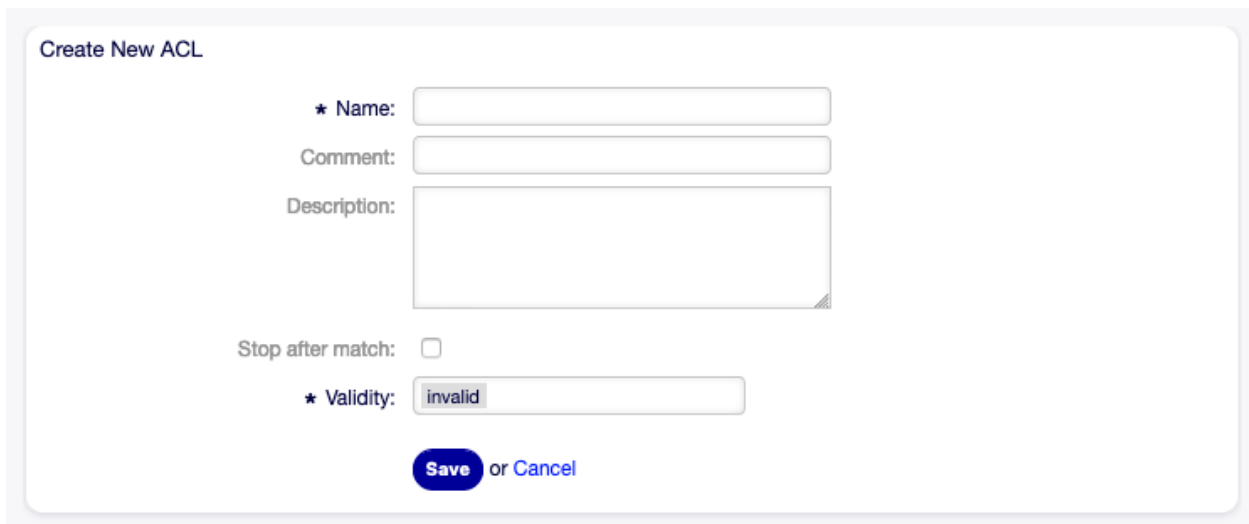 Create New ACL
★ Name:
Comment:
Description:
Stop after match:
★ Validity: invalid
Save or Cancel